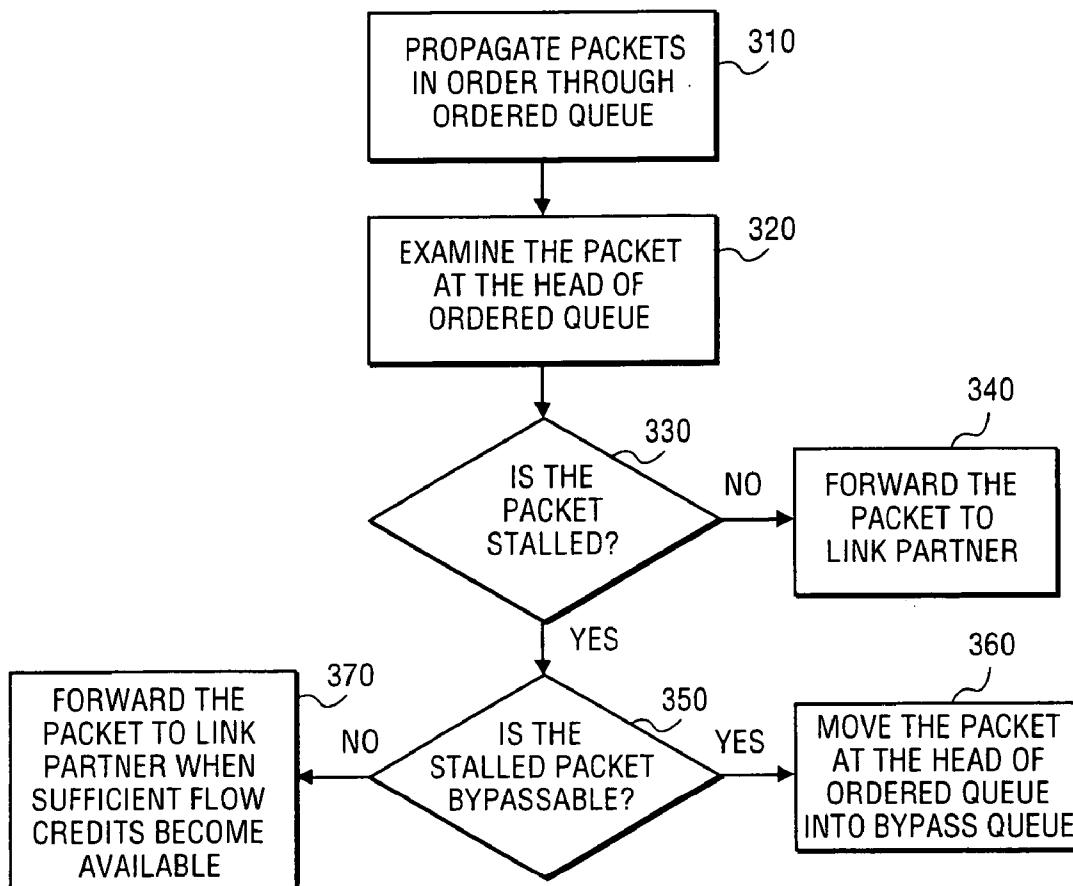 PROPAGATE PACKETS
IN ORDER THROUGH
ORDERED QUEUE
310
EXAMINE THE PACKET
AT THE HEAD OF
ORDERED QUEUE
320
IS THE
PACKET
STALLED?
330
NO
FORWARD THE
PACKET TO
LINK PARTNER
340
YES
IS THE
STALLED PACKET
BYPASSABLE?
350
NO
FORWARD THE
PACKET TO LINK
PARTNER WHEN
SUFFICIENT FLOW
CREDITS BECOME
AVAILABLE
370
YES
MOVE THE PACKET
AT THE HEAD OF
ORDERED QUEUE
INTO BYPASS QUEUE
360